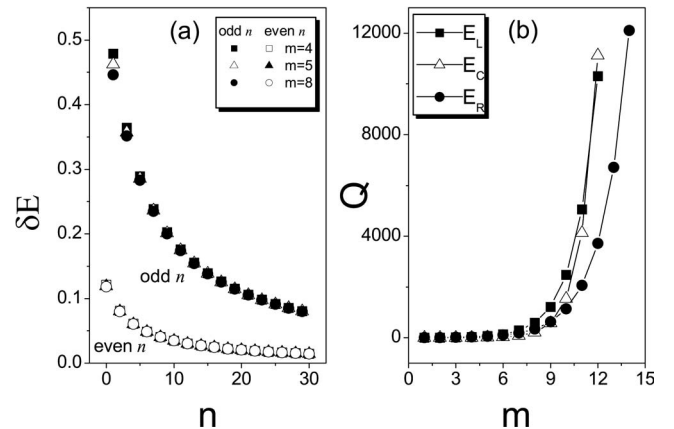 (a)
odd n even n
m=4
m=5
m=8
δE
0.5
0.4
0.3
0.2
0.1
0.0
odd n
even n
0 10 20 30
n
(b)
E_L
E_C
E_R
Q
12000
8000
4000
0
0 3 6 9 12 15
m